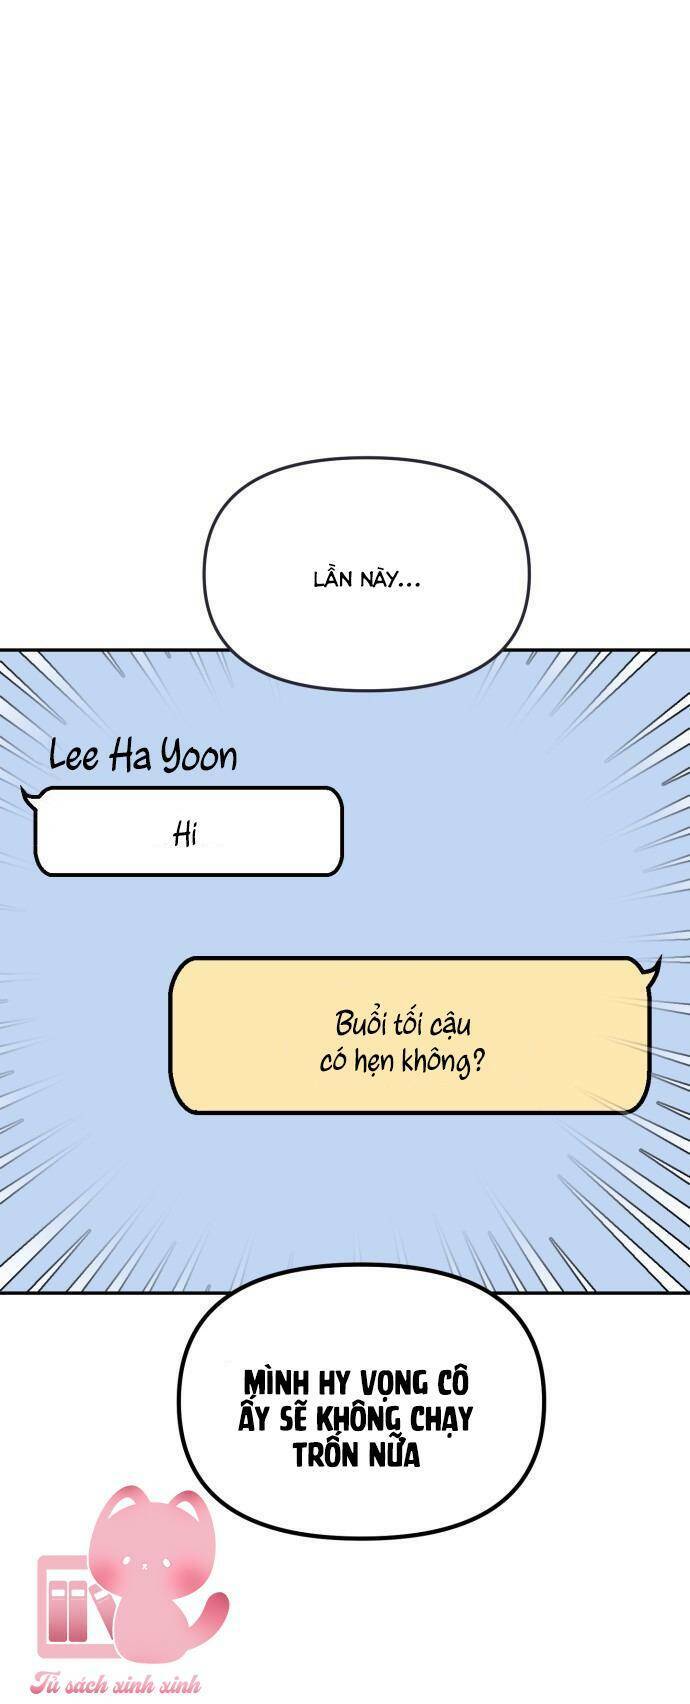 LẦN NÀY...
Lee Ha Yoon
Hi
Buổi tối cậu
có hẹn không?
MÌNH HY VỌNG CÔ
ẤY SẼ KHÔNG CHẠY
TRỐN NỮA
Tủ sách xinh xinh